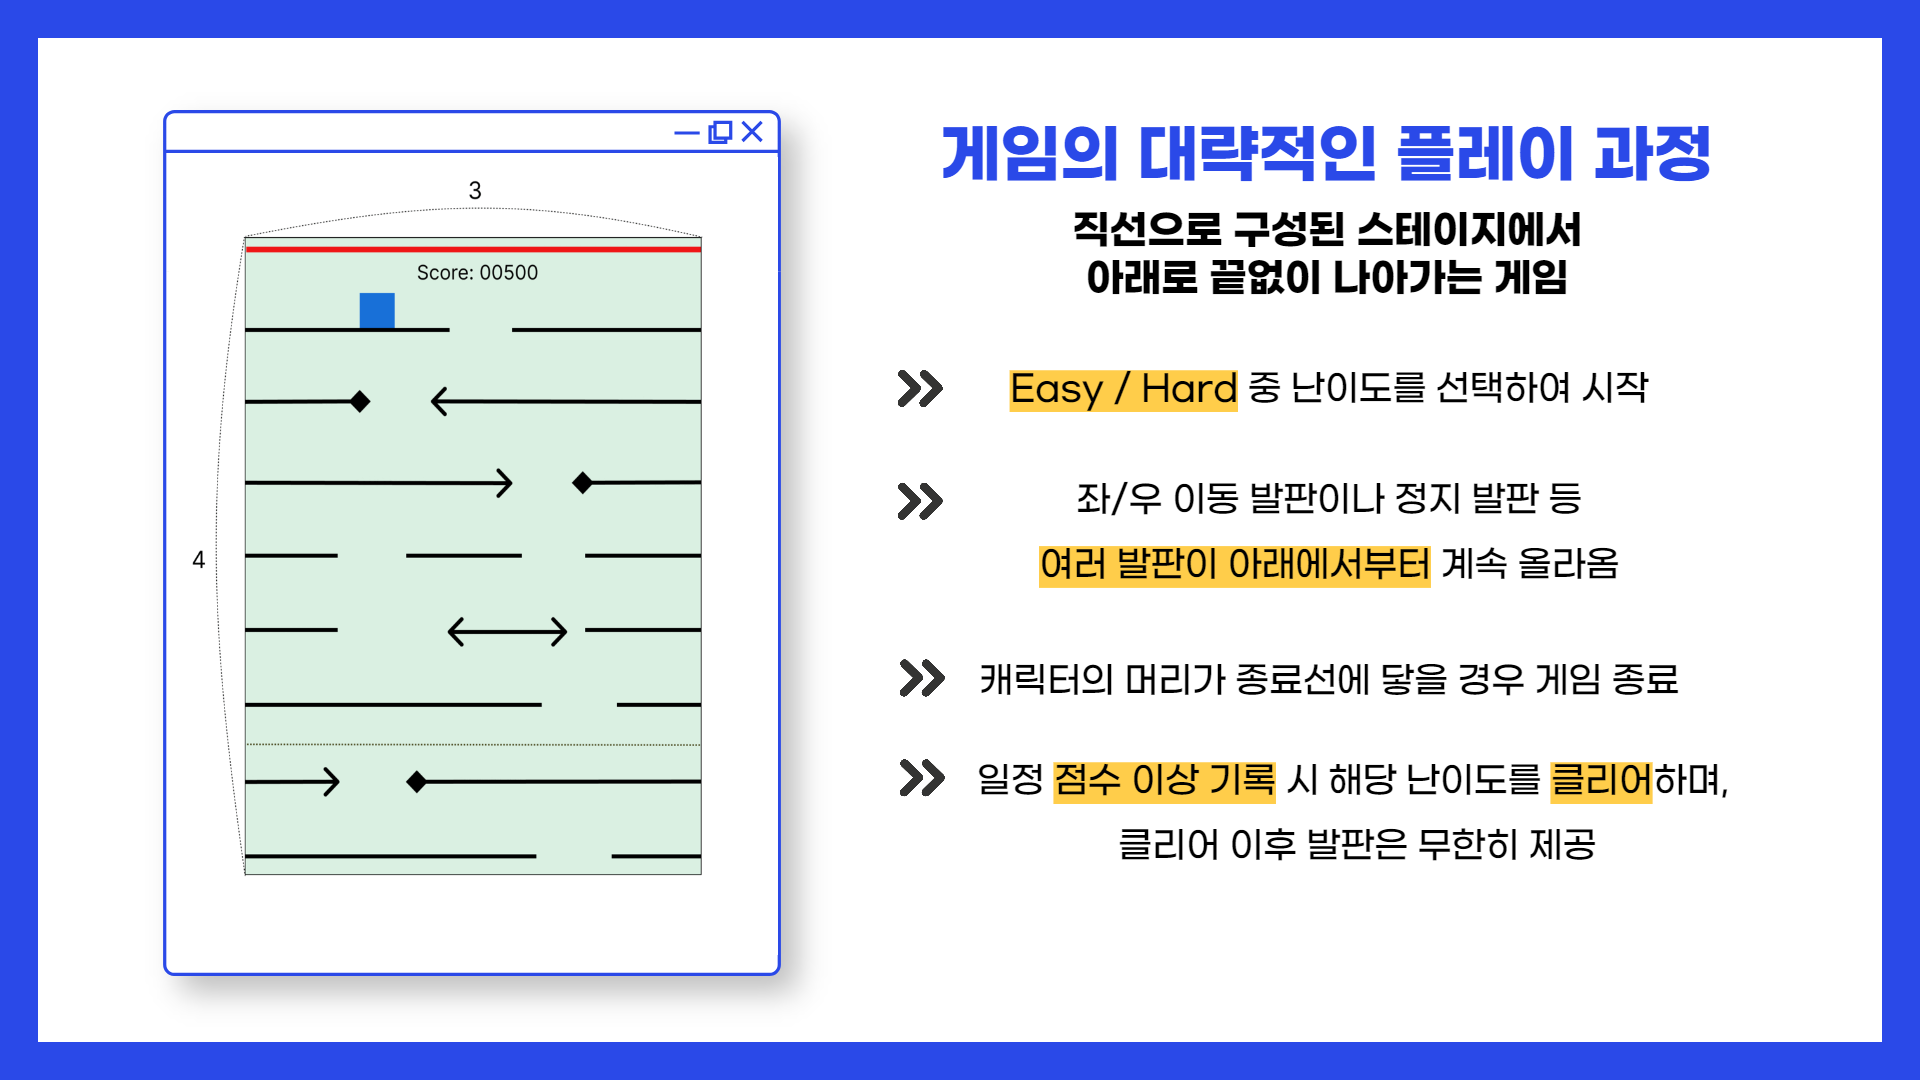 3
Score: 00500
4
게임의 대략적인 플레이 과정
직선으로 구성된 스테이지에서
아래로 끝없이 나아가는 게임
Easy / Hard 중 난이도를 선택하여 시작
좌/우 이동 발판이나 정지 발판 등
여러 발판이 아래에서부터 계속 올라옴
캐릭터의 머리가 종료선에 닿을 경우 게임 종료
일정 점수 이상 기록 시 해당 난이도를 클리어하며,
클리어 이후 발판은 무한히 제공